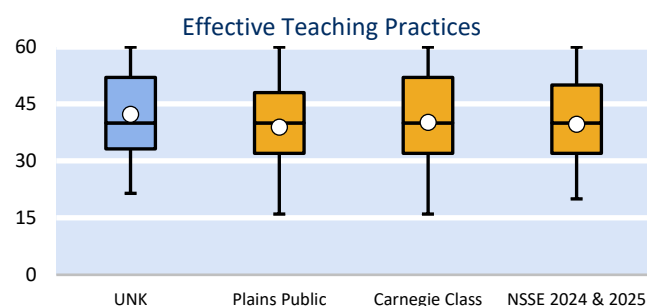 Effective Teaching Practices
60
45
30
15
0
UNK Plains Public Carnegie Class NSSE 2024 & 2025